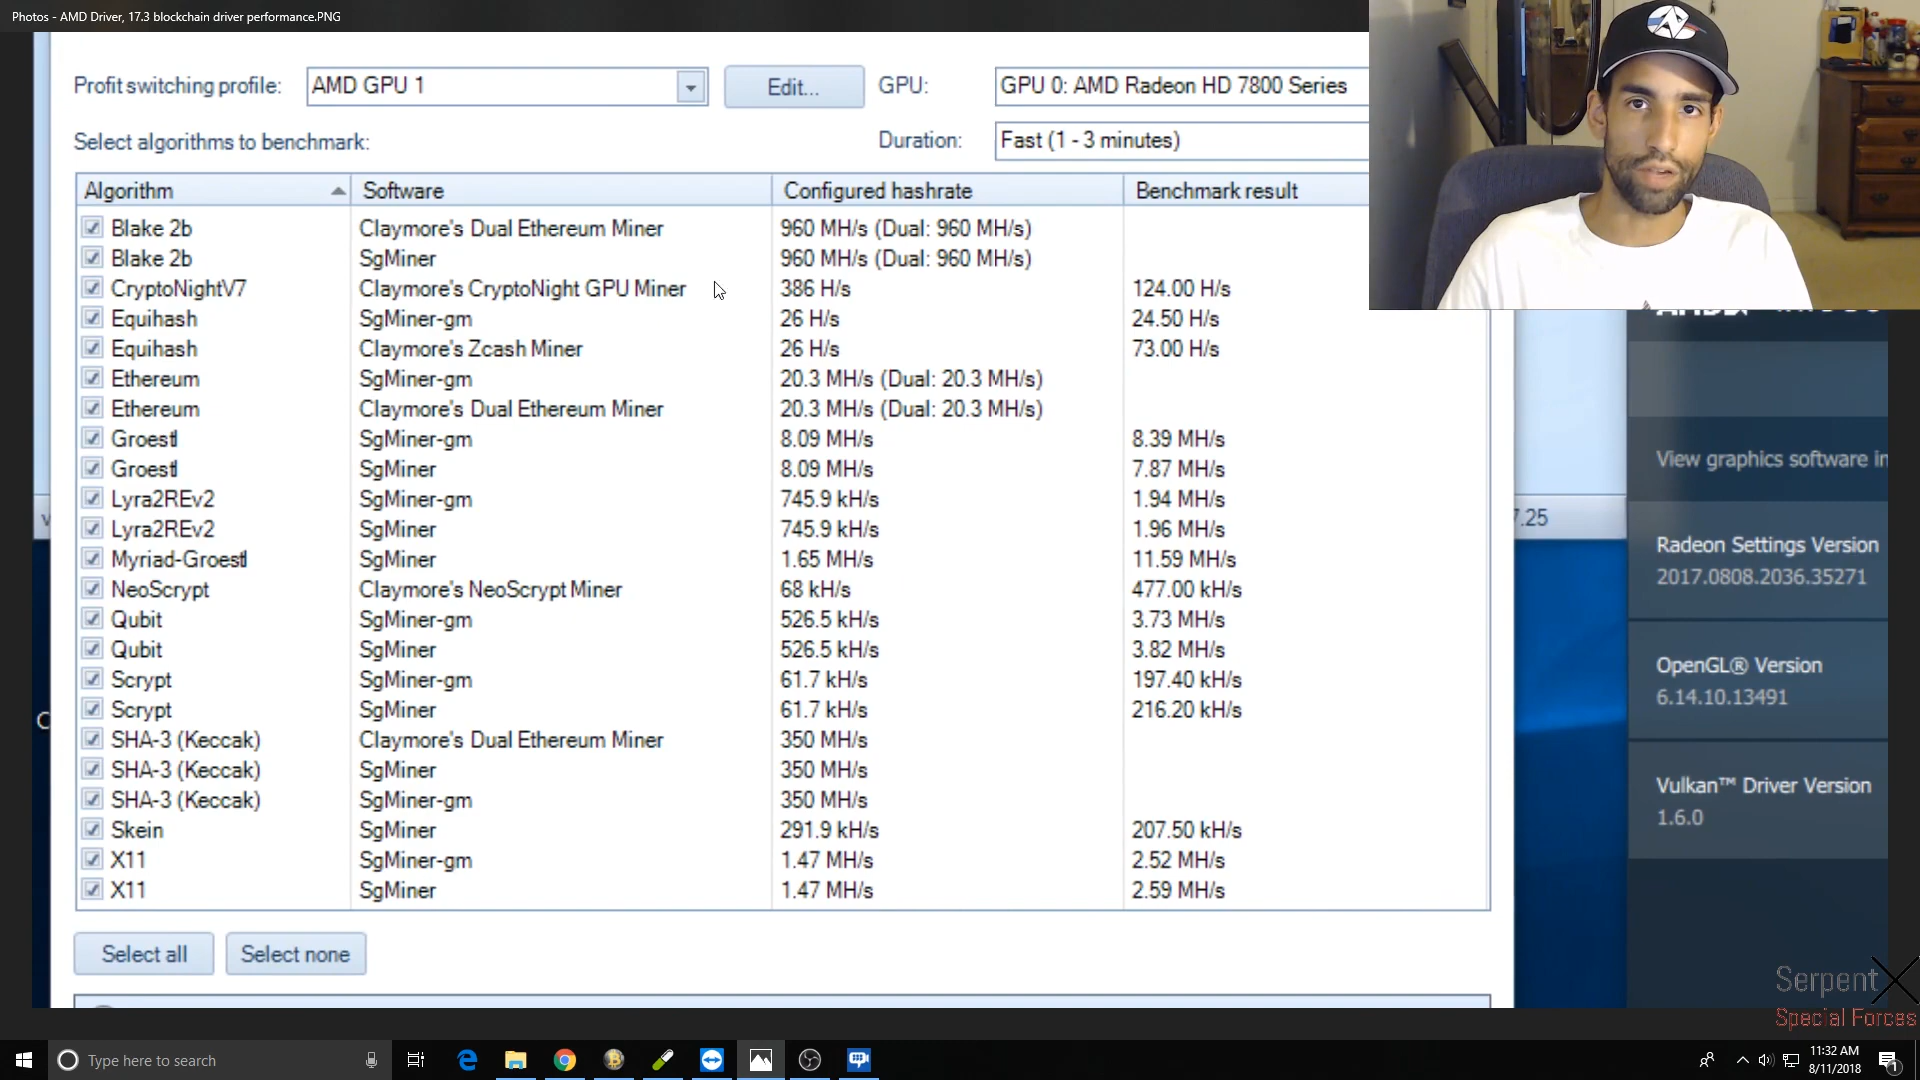 Photos - AMD Driver, 17.3 blockchain driver performance.PNG
Profit switching profile: AMD GPU 1 Edit... GPU: GPU 0: AMD Radeon HD 7800 Series
Select algorithms to benchmark: Duration: Fast (1 - 3 minutes)
Algorithm Software Configured hashrate Benchmark result
Blake 2b Claymore's Dual Ethereum Miner 960 MH/s (Dual: 960 MH/s)
Blake 2b SgMiner 960 MH/s (Dual: 960 MH/s)
CryptoNightV7 Claymore's CryptoNight GPU Miner 386 H/s 124.00 H/s
Equihash SgMiner-gm 26 H/s 24.50 H/s
Equihash Claymore's Zcash Miner 26 H/s 73.00 H/s
Ethereum SgMiner-gm 20.3 MH/s (Dual: 20.3 MH/s)
Ethereum Claymore's Dual Ethereum Miner 20.3 MH/s (Dual: 20.3 MH/s)
Groestl SgMiner-gm 8.09 MH/s 8.39 MH/s
Groestl SgMiner 8.09 MH/s 7.87 MH/s
Lyra2REv2 SgMiner-gm 745.9 kH/s 1.94 MH/s
Lyra2REv2 SgMiner 745.9 kH/s 1.96 MH/s
Myriad-Groestl SgMiner 1.65 MH/s 11.59 MH/s
NeoScrypt Claymore's NeoScrypt Miner 68 kH/s 477.00 kH/s
Qubit SgMiner-gm 526.5 kH/s 3.73 MH/s
Qubit SgMiner 526.5 kH/s 3.82 MH/s
Scrypt SgMiner-gm 61.7 kH/s 197.40 kH/s
Scrypt SgMiner 61.7 kH/s 216.20 kH/s
SHA-3 (Keccak) Claymore's Dual Ethereum Miner 350 MH/s
SHA-3 (Keccak) SgMiner 350 MH/s
SHA-3 (Keccak) SgMiner-gm 350 MH/s
Skein SgMiner 291.9 kH/s 207.50 kH/s
X11 SgMiner-gm 1.47 MH/s 2.52 MH/s
X11 SgMiner 1.47 MH/s 2.59 MH/s
Select all Select none
View graphics software in
7.25
Radeon Settings Version
2017.0808.2036.35271
OpenGL® Version
6.14.10.13491
Vulkan™ Driver Version
1.6.0
SerpentX
Special Forces
Type here to search
11:32 AM
8/11/2018
1